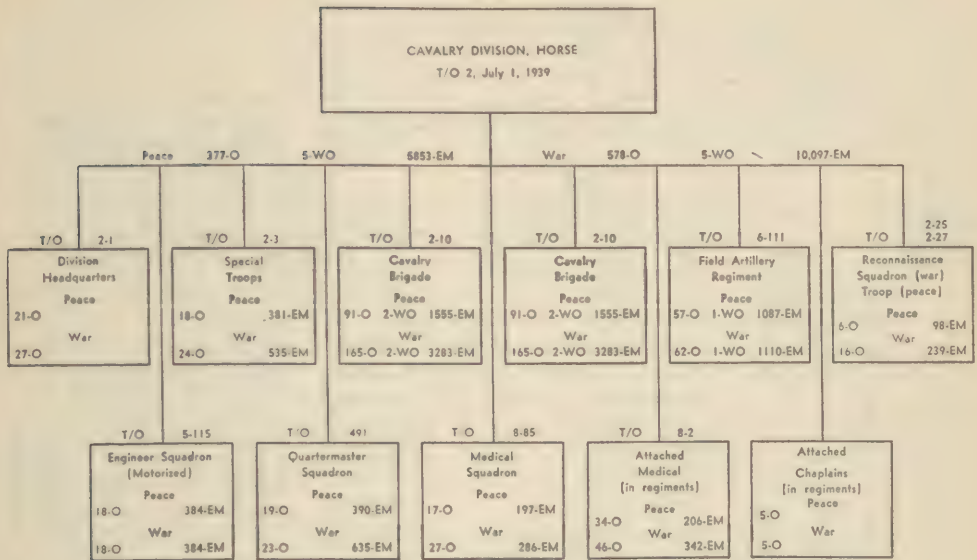 CAVALRY DIVISION, HORSE
T/O 2, July 1, 1939
Peace 377-O 5-WO 5853-EM War 578-O 5-WO 10,097-EM
T/O 2-1
Division
Headquarters
Peace
21-O
War
27-O
T/O 2-3
Special
Troops
Peace
18-O 381-EM
War
24-O 535-EM
T/O 2-10
Cavalry
Brigade
Peace
91-O 2-WO 1555-EM
War
165-O 2-WO 3283-EM
T/O 2-10
Cavalry
Brigade
Peace
91-O 2-WO 1555-EM
War
165-O 2-WO 3283-EM
T/O 6-111
Field Artillery
Regiment
Peace
57-O 1-WO 1087-EM
War
62-O 1-WO 1110-EM
2-25
T/O 2-27
Reconnaissance
Squadron (war)
Troop (peace)
Peace
6-O 98-EM
War
16-O 239-EM
T/O 5-115
Engineer Squadron
(Motorized)
Peace
18-O 384-EM
War
18-O 384-EM
T/O 491
Quartermaster
Squadron
Peace
19-O 390-EM
War
23-O 635-EM
T/O 8-85
Medical
Squadron
Peace
17-O 197-EM
War
27-O 286-EM
T/O 8-2
Attached
Medical
(in regiments)
Peace
34-O 206-EM
War
46-O 342-EM
Attached
Chaplains
(in regiments)
Peace
5-O
War
5-O